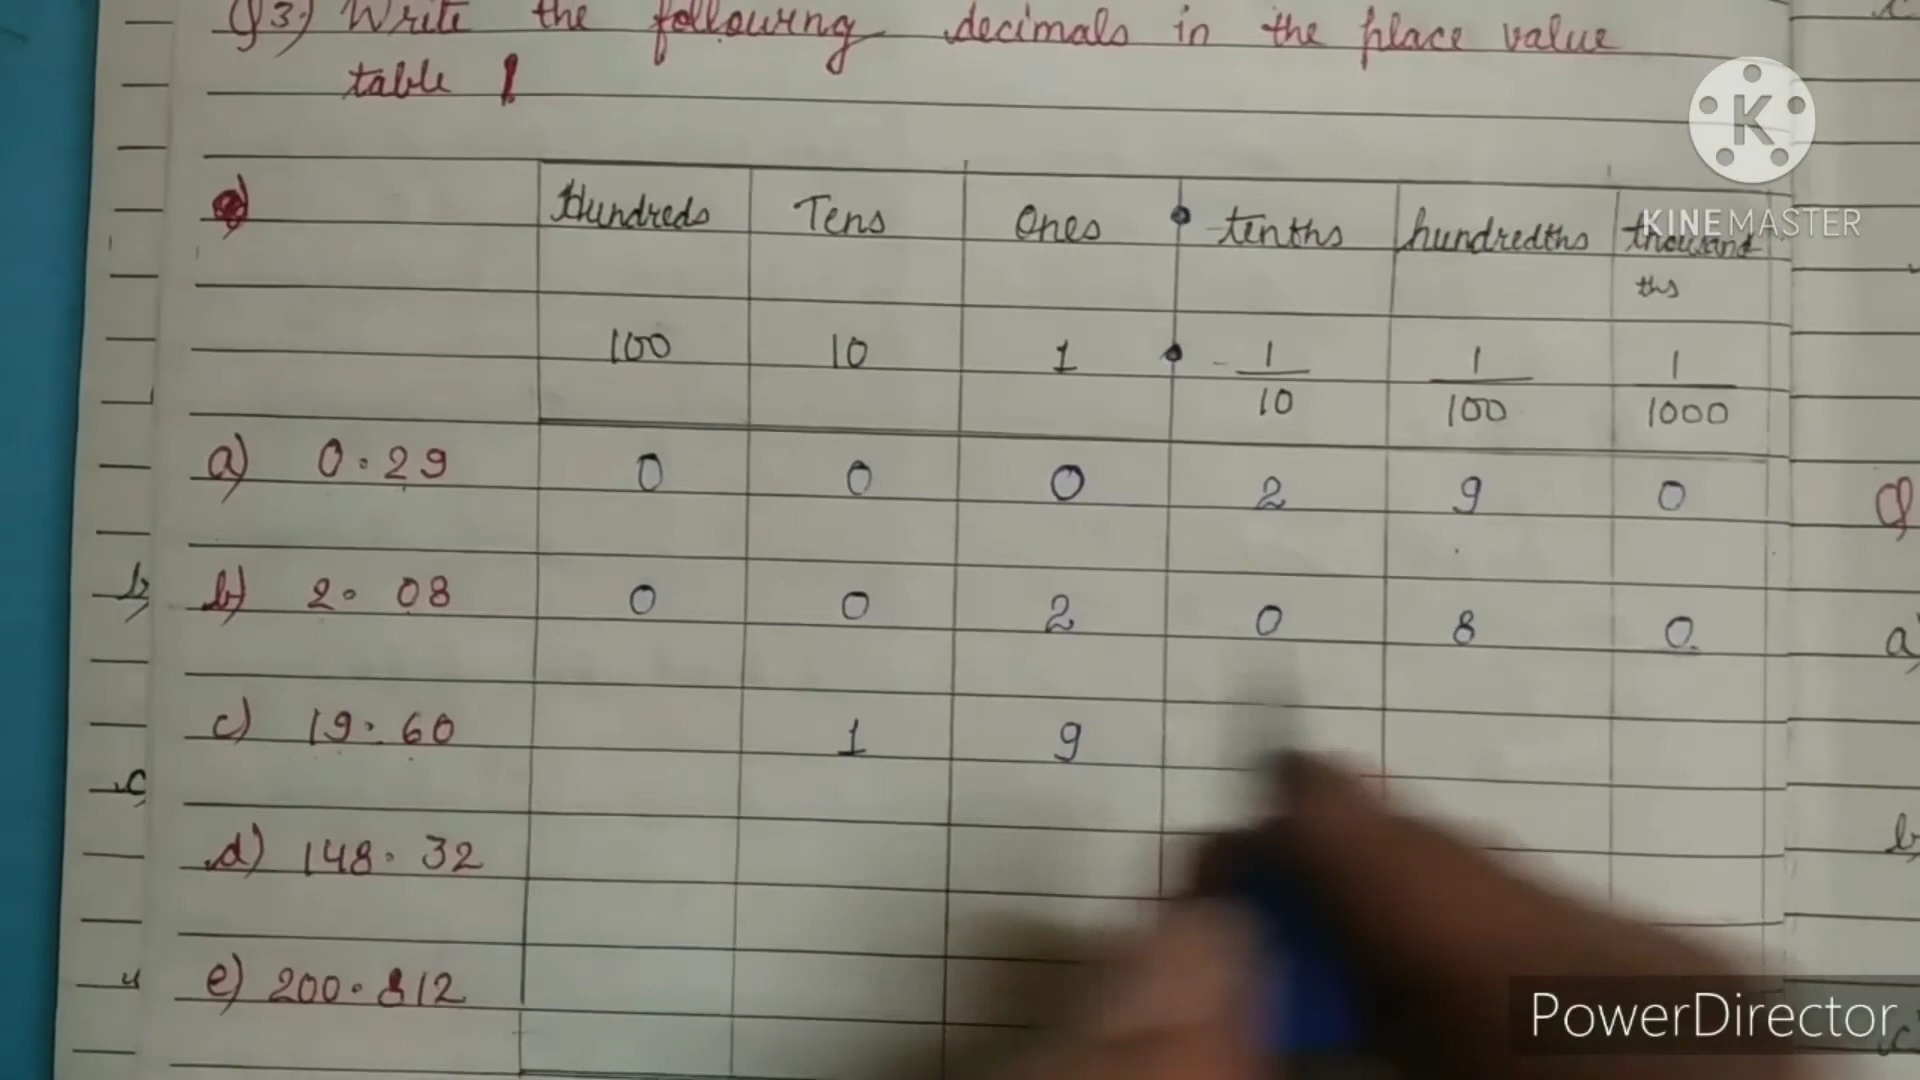 Q3) Write the following decimals in the place value
table
K
KINEMASTER
Hundreds Tens Ones • tenths hundredths thousand
ths
100 10 1 • 1/10 1/100 1/1000
a) 0.29 0 0 0 2 9 0
b) 2.08 0 0 2 0 8 0
c) 19.60 1 9
d) 148.32
e) 200.812
b)
c)
a)
b)
PowerDirector